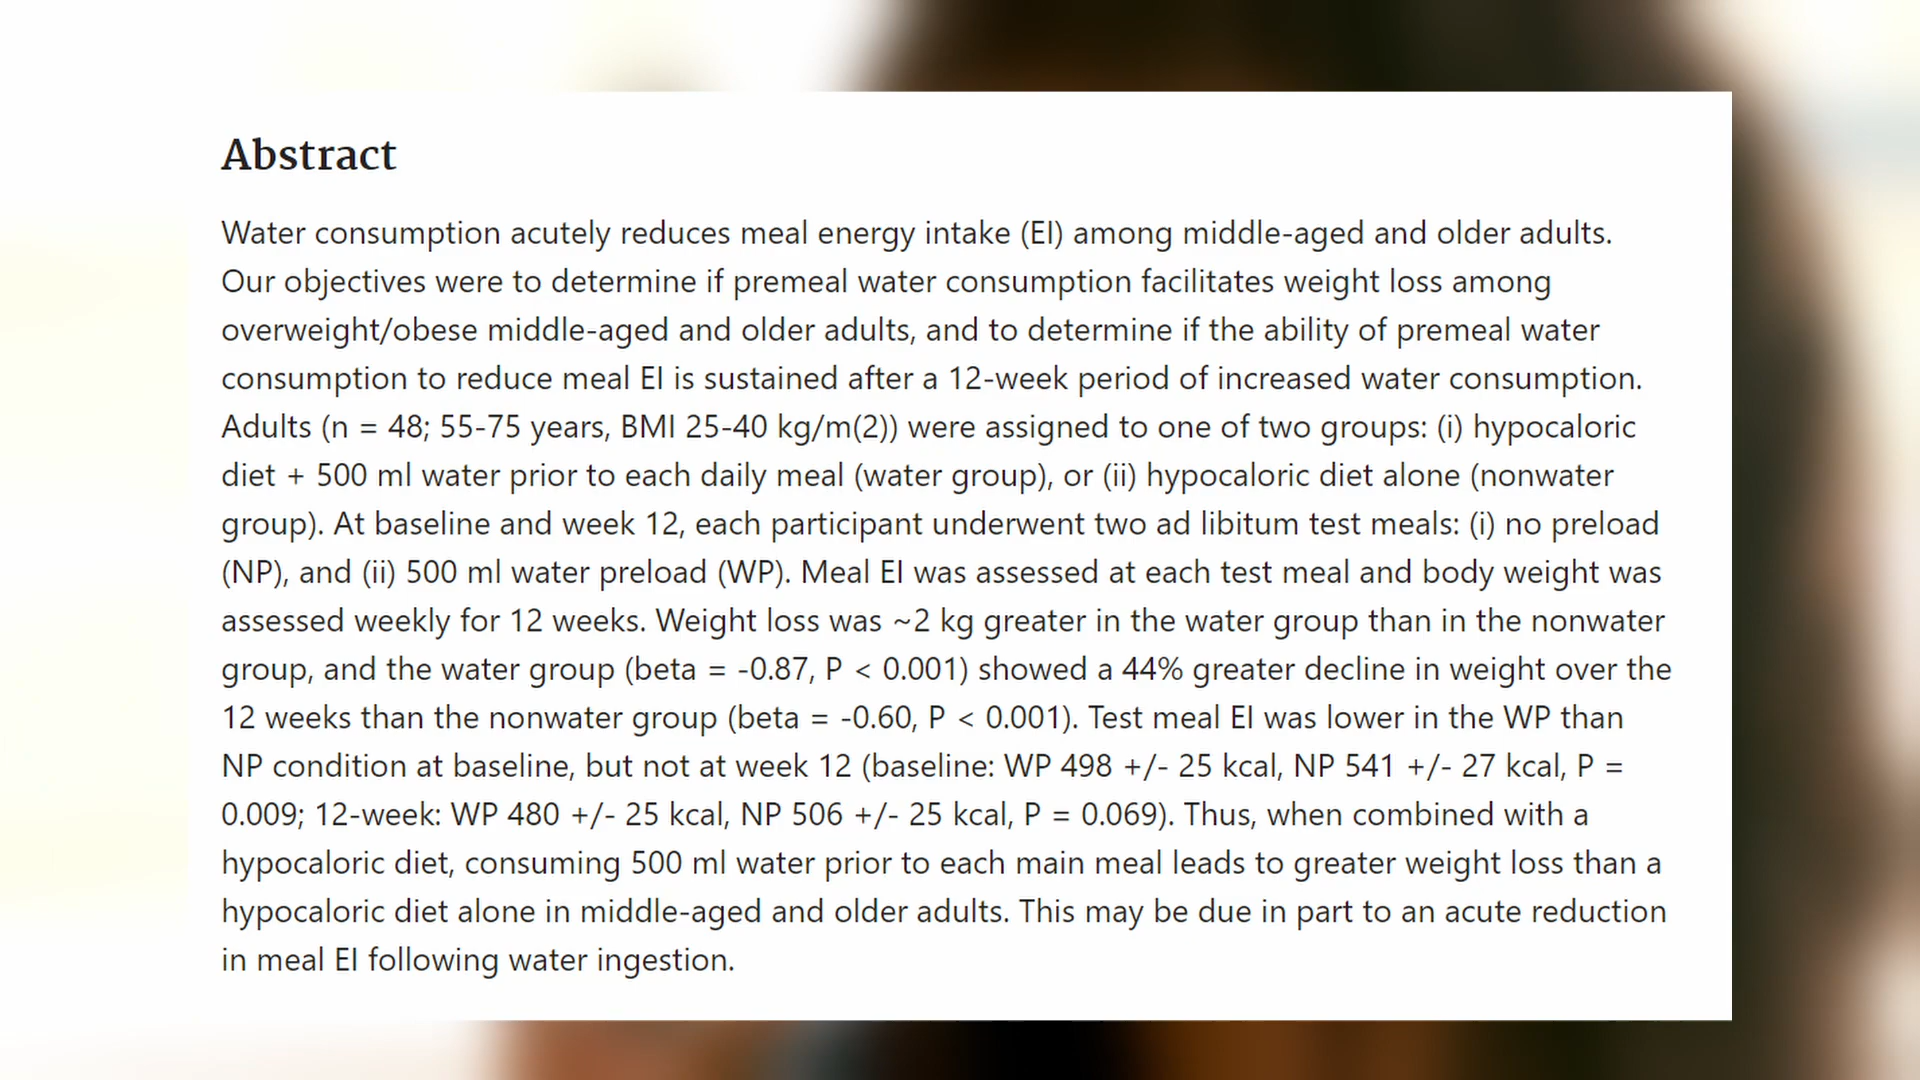 Abstract
Water consumption acutely reduces meal energy intake (EI) among middle-aged and older adults.
Our objectives were to determine if premeal water consumption facilitates weight loss among
overweight/obese middle-aged and older adults, and to determine if the ability of premeal water
consumption to reduce meal EI is sustained after a 12-week period of increased water consumption.
Adults (n = 48; 55-75 years, BMI 25-40 kg/m(2)) were assigned to one of two groups: (i) hypocaloric
diet + 500 ml water prior to each daily meal (water group), or (ii) hypocaloric diet alone (nonwater
group). At baseline and week 12, each participant underwent two ad libitum test meals: (i) no preload
(NP), and (ii) 500 ml water preload (WP). Meal EI was assessed at each test meal and body weight was
assessed weekly for 12 weeks. Weight loss was ~2 kg greater in the water group than in the nonwater
group, and the water group (beta = -0.87, P < 0.001) showed a 44% greater decline in weight over the
12 weeks than the nonwater group (beta = -0.60, P < 0.001). Test meal EI was lower in the WP than
NP condition at baseline, but not at week 12 (baseline: WP 498 +/- 25 kcal, NP 541 +/- 27 kcal, P =
0.009; 12-week: WP 480 +/- 25 kcal, NP 506 +/- 25 kcal, P = 0.069). Thus, when combined with a
hypocaloric diet, consuming 500 ml water prior to each main meal leads to greater weight loss than a
hypocaloric diet alone in middle-aged and older adults. This may be due in part to an acute reduction
in meal EI following water ingestion.